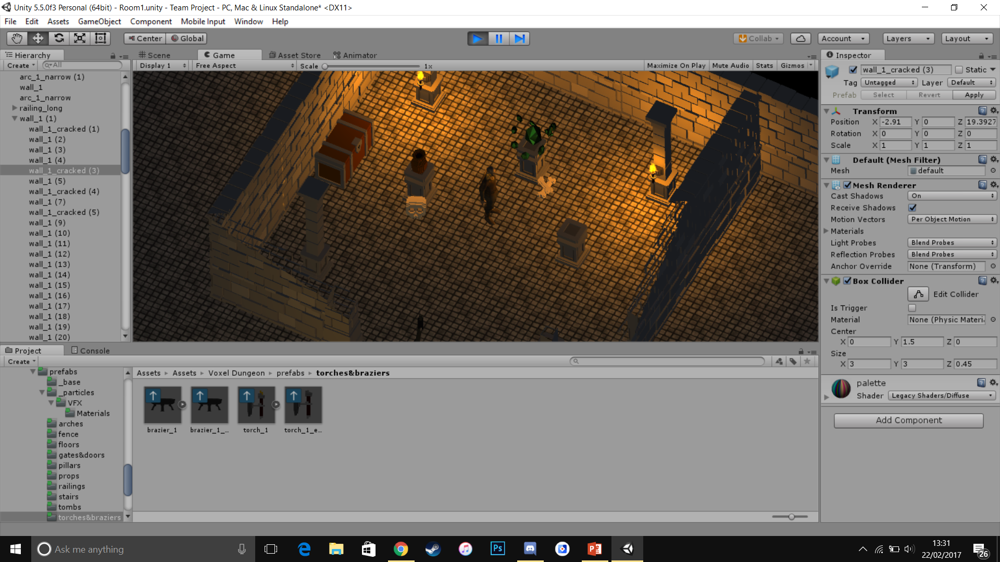 Unity 5.5.0f3 Personal (64bit) - Room1.unity - Team Project - PC, Mac & Linux Standalone* <DX11>
File Edit Assets GameObject Component Mobile Input Window Help
Center Global Collab Account Layers Layout
Hierarchy
Create All
arc_1_narrow (1)
wall_1
arc_1_narrow
railing_long
wall_1 (1)
wall_1_cracked (1)
wall_1 (2)
wall_1 (3)
wall_1 (4)
wall_1_cracked (3)
wall_1 (5)
wall_1_cracked (4)
wall_1 (7)
wall_1_cracked (5)
wall_1 (9)
wall_1 (10)
wall_1 (11)
wall_1 (12)
wall_1 (13)
wall_1 (14)
wall_1 (15)
wall_1 (16)
wall_1 (17)
wall_1 (18)
wall_1 (19)
wall_1 (20)
Scene Game Asset Store Animator
Display 1 Free Aspect Scale 1x Maximize On Play Mute Audio Stats Gizmos
Inspector
wall_1_cracked (3) Static
Tag Untagged Layer Default
Prefab Select Revert Apply
Transform
Position X -2.91 Y 0 Z 19.3927
Rotation X 0 Y 0 Z 0
Scale X 1 Y 1 Z 1
Default (Mesh Filter)
Mesh default
Mesh Renderer
Cast Shadows On
Receive Shadows
Motion Vectors Per Object Motion
Materials
Light Probes Blend Probes
Reflection Probes Blend Probes
Anchor Override None (Transform)
Box Collider
Edit Collider
Is Trigger
Material None (Physic Materi
Center
X 0 Y 1.5 Z 0
Size
X 3 Y 3 Z 0.45
palette
Shader Legacy Shaders/Diffuse
Add Component
Project Console
Create
prefabs
_base
_particles
VFX
Materials
arches
fence
floors
gates&doors
pillars
props
railings
stairs
tombs
torches&braziers
Assets Assets Voxel Dungeon prefabs torches&braziers
brazier_1 brazier_1_... torch_1 torch_1_e...
Ask me anything
Ps
13:31
22/02/2017
26